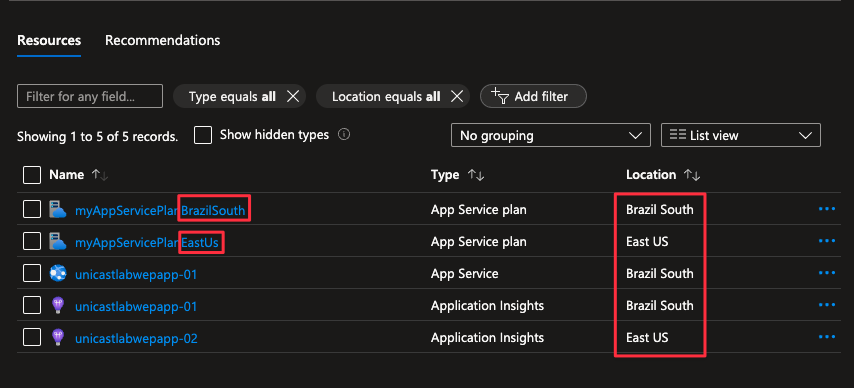 Resources Recommendations
Filter for any field... Type equals all Location equals all Add filter
Showing 1 to 5 of 5 records. Show hidden types No grouping List view
Name Type Location
myAppServicePlanBrazilSouth App Service plan Brazil South
myAppServicePlanEastUs App Service plan East US
unicastlabwepapp-01 App Service Brazil South
unicastlabwepapp-01 Application Insights Brazil South
unicastlabwepapp-02 Application Insights East US